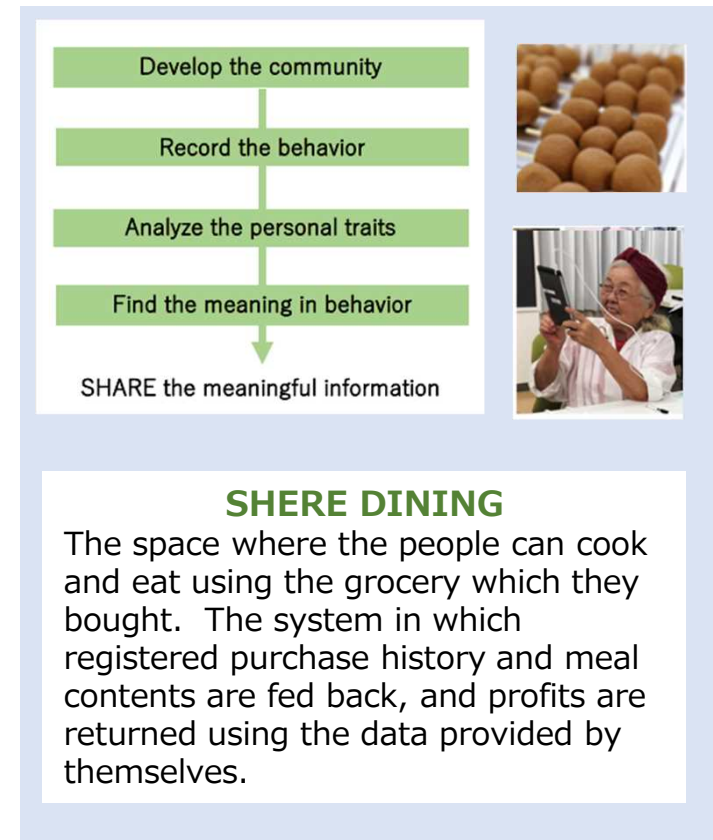 Develop the community
Record the behavior
Analyze the personal traits
Find the meaning in behavior
SHARE the meaningful information
SHERE DINING
The space where the people can cook
and eat using the grocery which they
bought.  The system in which
registered purchase history and meal
contents are fed back, and profits are
returned using the data provided by
themselves.